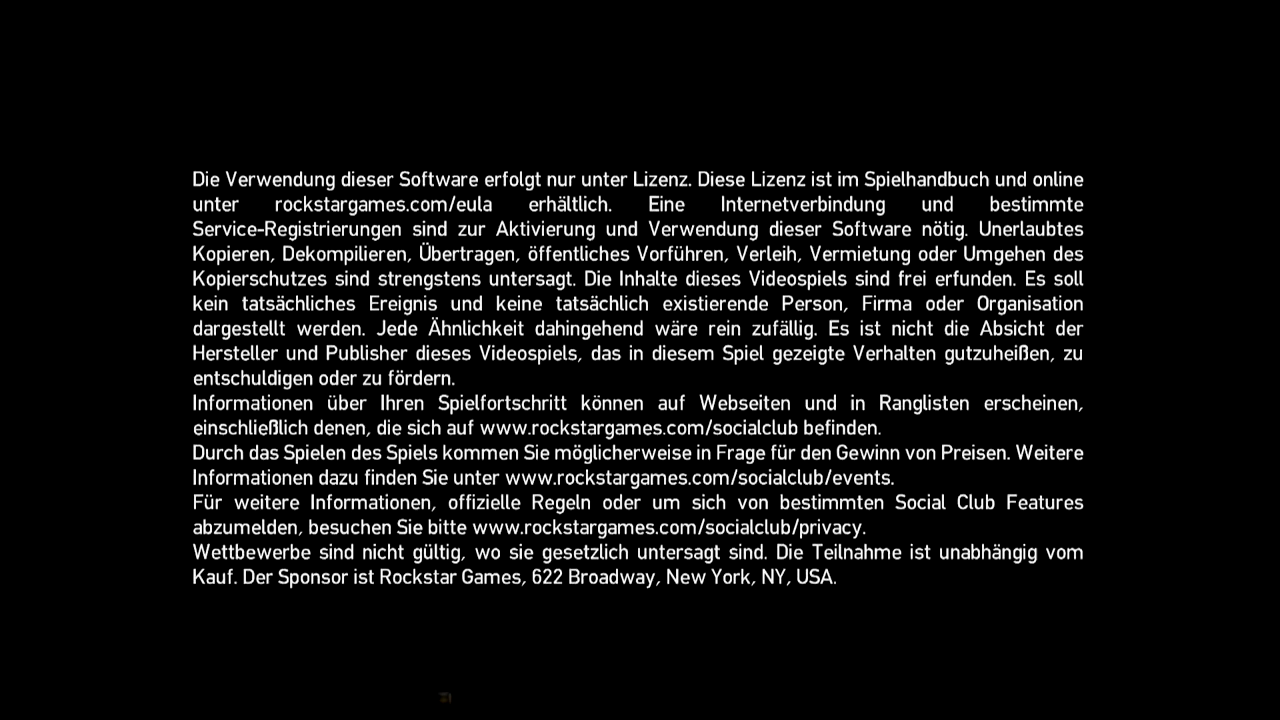 Die Verwendung dieser Software erfolgt nur unter Lizenz. Diese Lizenz ist im Spielhandbuch und online
unter rockstargames.com/eula erhältlich. Eine Internetverbindung und bestimmte
Service-Registrierungen sind zur Aktivierung und Verwendung dieser Software nötig. Unerlaubtes
Kopieren, Dekompilieren, Übertragen, öffentliches Vorführen, Verleih, Vermietung oder Umgehen des
Kopierschutzes sind strengstens untersagt. Die Inhalte dieses Videospiels sind frei erfunden. Es soll
kein tatsächliches Ereignis und keine tatsächlich existierende Person, Firma oder Organisation
dargestellt werden. Jede Ähnlichkeit dahingehend wäre rein zufällig. Es ist nicht die Absicht der
Hersteller und Publisher dieses Videospiels, das in diesem Spiel gezeigte Verhalten gutzuheißen, zu
entschuldigen oder zu fördern.
Informationen über Ihren Spielfortschritt können auf Webseiten und in Ranglisten erscheinen,
einschließlich denen, die sich auf www.rockstargames.com/socialclub befinden.
Durch das Spielen des Spiels kommen Sie möglicherweise in Frage für den Gewinn von Preisen. Weitere
Informationen dazu finden Sie unter www.rockstargames.com/socialclub/events.
Für weitere Informationen, offizielle Regeln oder um sich von bestimmten Social Club Features
abzumelden, besuchen Sie bitte www.rockstargames.com/socialclub/privacy.
Wettbewerbe sind nicht gültig, wo sie gesetzlich untersagt sind. Die Teilnahme ist unabhängig vom
Kauf. Der Sponsor ist Rockstar Games, 622 Broadway, New York, NY, USA.